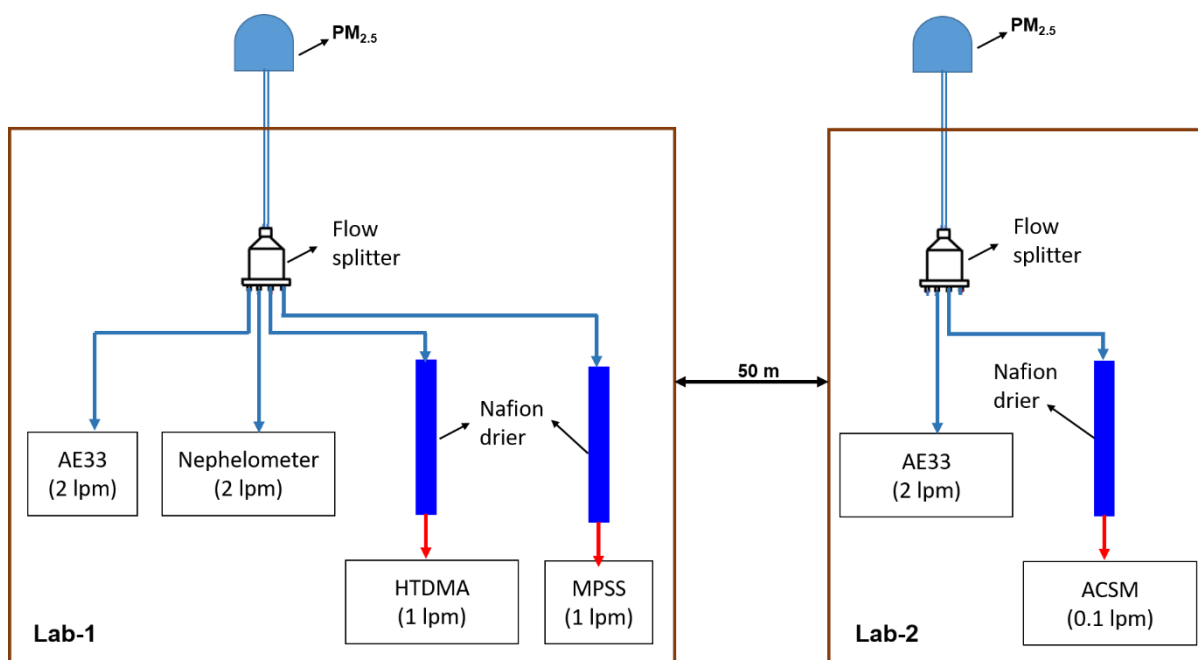 PM2.5
Flow
splitter
Nafion
drier
AE33
(2 lpm)
Nephelometer
(2 lpm)
HTDMA
(1 lpm)
MPSS
(1 lpm)
Lab-1
50 m
PM2.5
Flow
splitter
Nafion
drier
AE33
(2 lpm)
ACSM
(0.1 lpm)
Lab-2